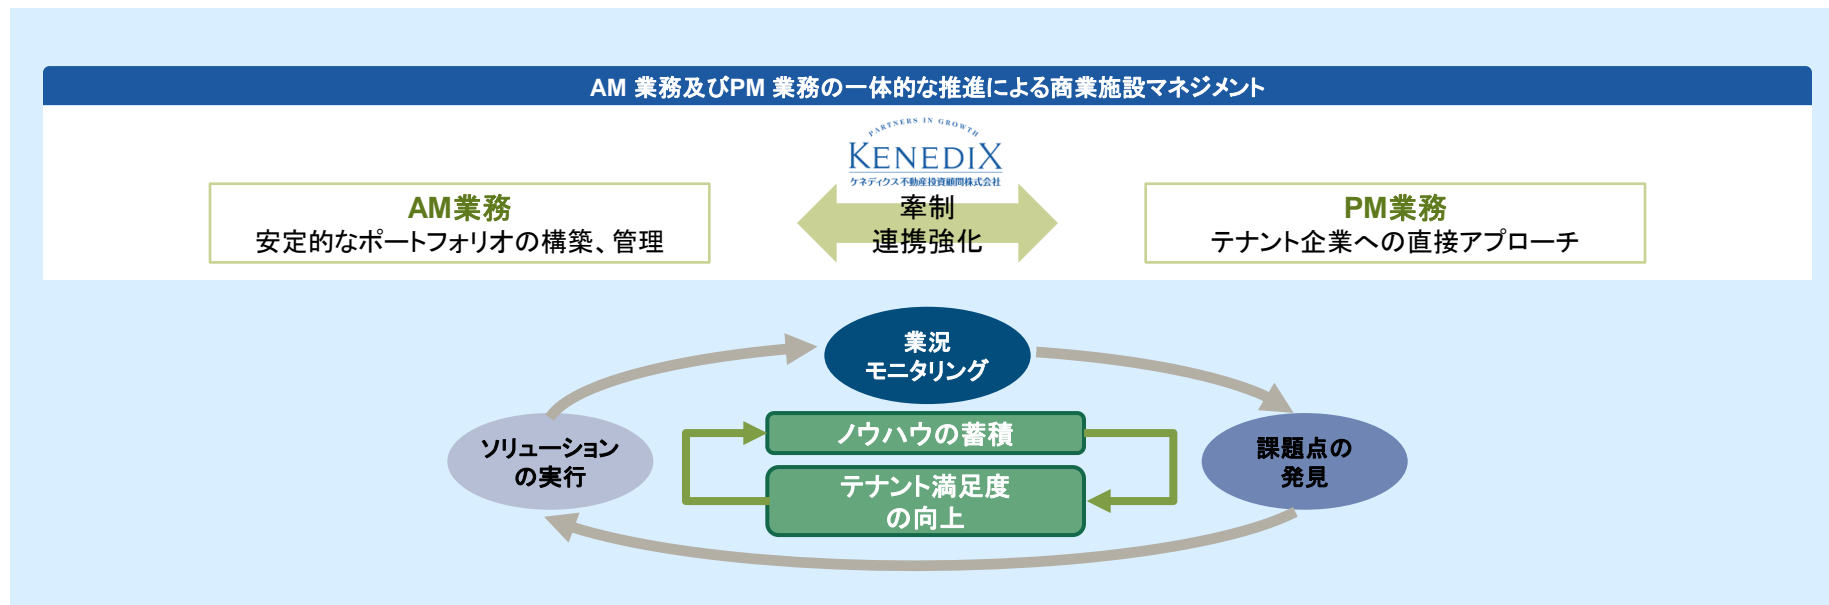 AM 業務及びPM 業務の一体的な推進による商業施設マネジメント
PARTNERS IN GROWTH
KENEDIX
ケネディクス不動産投資顧問株式会社
AM業務
安定的なポートフォリオの構築、管理
牽制
連携強化
PM業務
テナント企業への直接アプローチ
業況
モニタリング
ソリューション
の実行
ノウハウの蓄積
テナント満足度
の向上
課題点の
発見